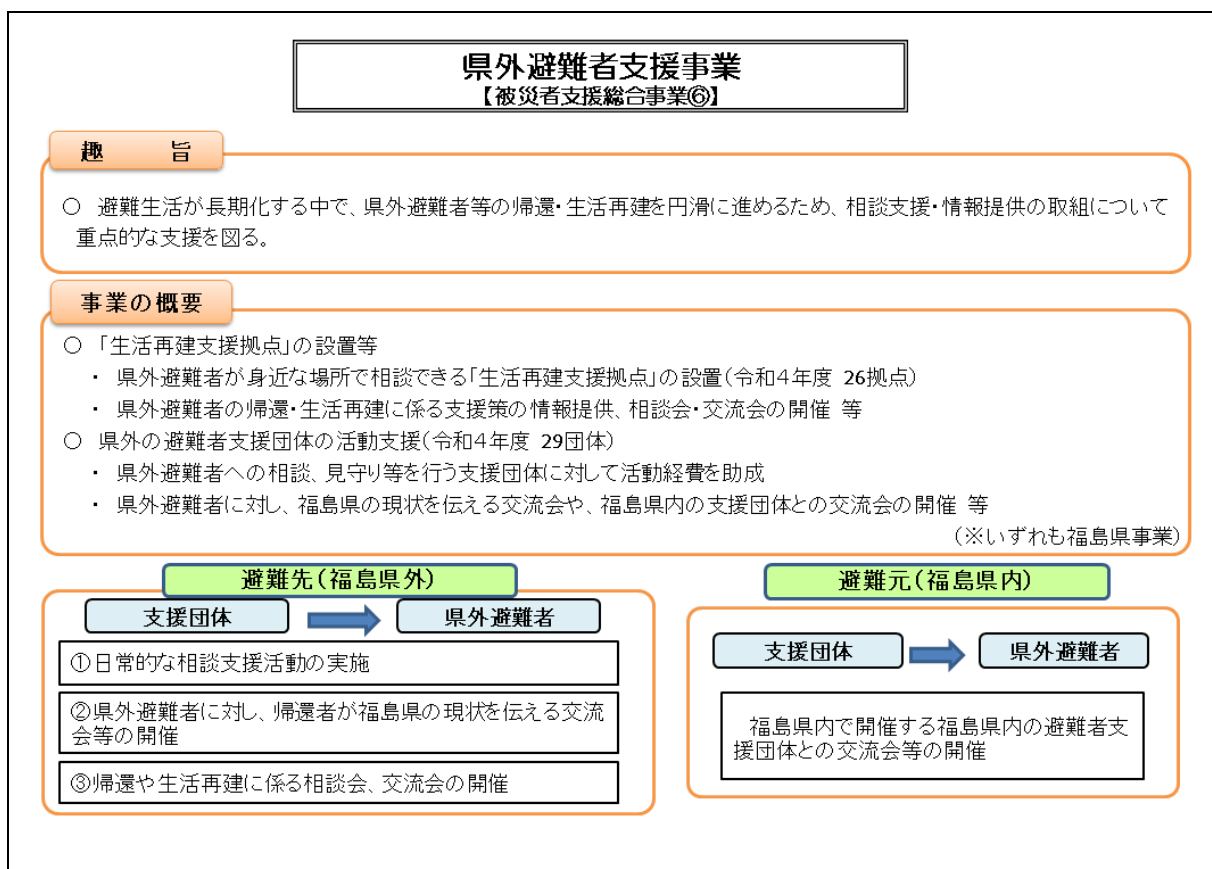 県外避難者支援事業
【被災者支援総合事業⑥】
趣　旨
○ 避難生活が長期化する中で、県外避難者等の帰還・生活再建を円滑に進めるため、相談支援・情報提供の取組について
重点的な支援を図る。
事業の概要
○ 「生活再建支援拠点」の設置等
・ 県外避難者が身近な場所で相談できる「生活再建支援拠点」の設置(令和4年度 26拠点)
・ 県外避難者の帰還・生活再建に係る支援策の情報提供、相談会・交流会の開催 等
○ 県外の避難者支援団体の活動支援(令和4年度 29団体)
・ 県外避難者への相談、見守り等を行う支援団体に対して活動経費を助成
・ 県外避難者に対し、福島県の現状を伝える交流会や、福島県内の支援団体との交流会の開催 等
(※いずれも福島県事業)
避難先(福島県外)
支援団体
県外避難者
①日常的な相談支援活動の実施
②県外避難者に対し、帰還者が福島県の現状を伝える交流
会等の開催
③帰還や生活再建に係る相談会、交流会の開催
避難元(福島県内)
支援団体
県外避難者
福島県内で開催する福島県内の避難者支
援団体との交流会等の開催